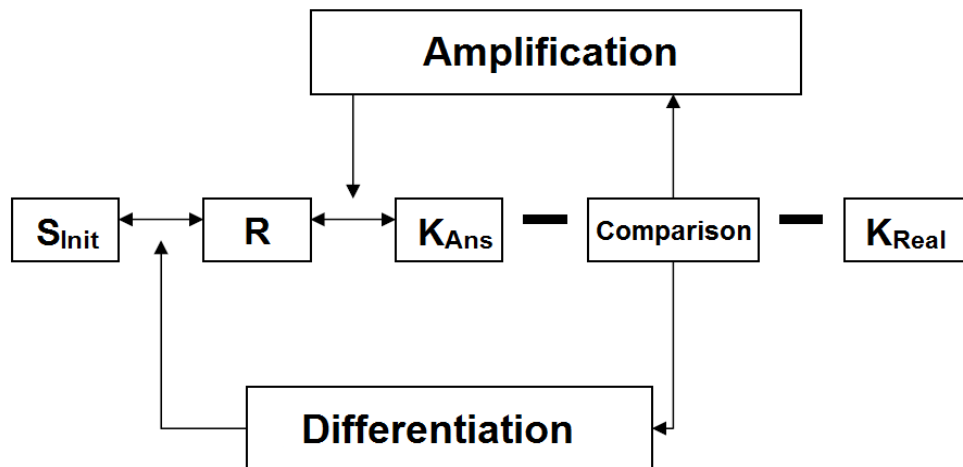 Amplification
SInit
R
KAns
Comparison
KReal
Differentiation